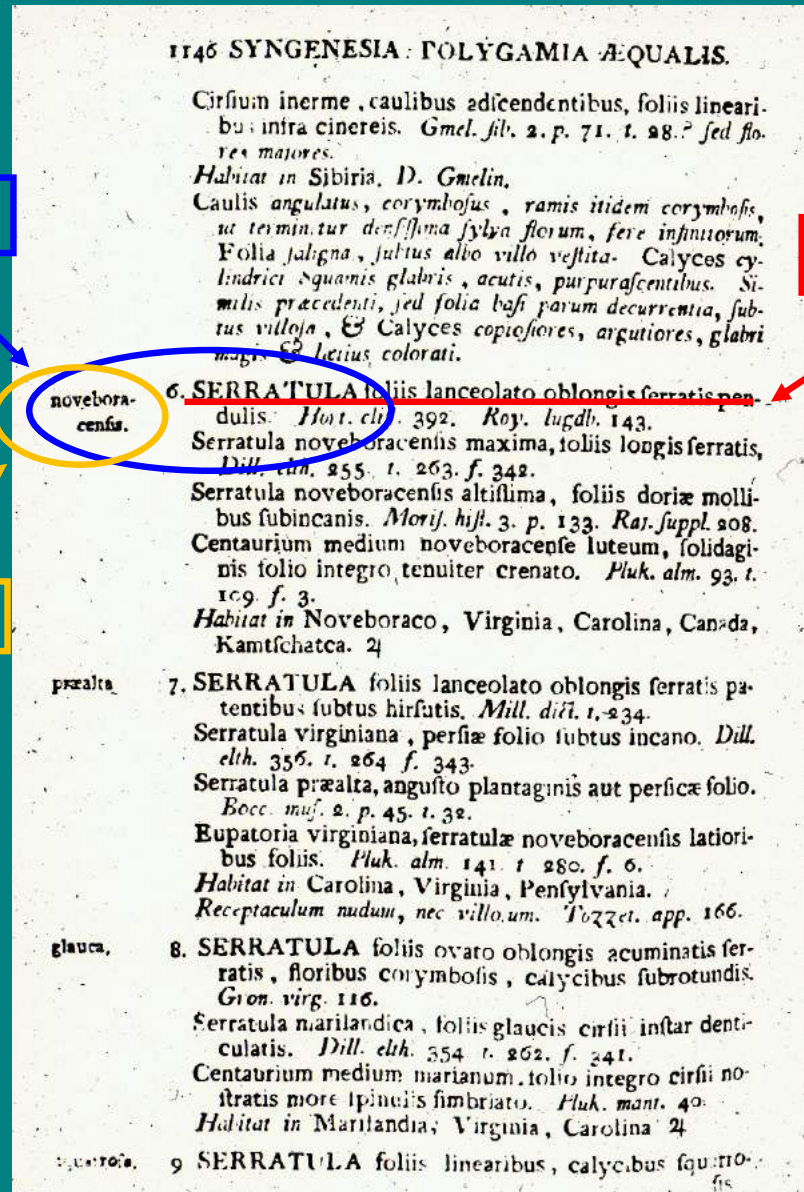 1146 SYNGENESIA. POLYGAMIA ÆQUALIS.
Cirſium inerme, caulibus adſcendentibus, foliis lineari-
bus infra cinereis. Gmel. ſib. 2. p. 71. t. 28.? ſed flo-
res majores.
Habitat in Sibiria. D. Gmelin.
Caulis angulatus, corymboſus, ramis itidem corymboſis,
ut termin.tur denſiſſima ſylva florum, fere infinitorum.
Folia ſaligna, ſubtus albo villo veſtita. Calyces cy-
lindrici Squamis glabris, acutis, purpuraſcentibus. Si-
milis præcedenti, ſed folia baſi parum decurrentia, ſub-
tus villoſa, & Calyces copioſiores, argutiores, glabri
magis & lætius colorati.
novebora-
cenſis.
6. SERRATULA foliis lanceolato oblongis ſerratis pen-
dulis. Hort. clif. 392. Roy. lugdb. 143.
Serratula noveboracenſis maxima, foliis longis ſerratis,
Dill. elth. 255. t. 263. f. 342.
Serratula noveboracenſis altiſſima, foliis doriæ molli-
bus ſubincanis. Moriſ. hiſt. 3. p. 133. Raj. ſuppl. 208.
Centaurium medium noveboracenſe luteum, ſolidagi-
nis folio integro tenuiter crenato. Pluk. alm. 93. t.
109. f. 3.
Habitat in Noveboraco, Virginia, Carolina, Canada,
Kamtſchatca. ♃
præalta
7. SERRATULA foliis lanceolato oblongis ſerratis pa-
tentibus ſubtus hirſutis. Mill. dict. t. 234.
Serratula virginiana, perſiæ folio ſubtus incano. Dill.
elth. 356. t. 264 f. 343.
Serratula præalta, anguſto plantaginis aut perſicæ folio.
Bocc. muſ. 2. p. 45. t. 32.
Eupatoria virginiana, ſerratulæ noveboracenſis latiori-
bus foliis. Pluk. alm. 141. t 280. f. 6.
Habitat in Carolina, Virginia, Penſylvania.
Receptaculum nudum, nec villoſum. Tozzet. app. 166.
glauca,
8. SERRATULA foliis ovato oblongis acuminatis ſer-
ratis, floribus corymboſis, calycibus ſubrotundis.
Gron. virg. 116.
Serratula marilandica, foliis glaucis cirſii inſtar denti-
culatis. Dill. elth. 354 t. 262. f. 341.
Centaurium medium marianum, folio integro cirſii no-
ſtratis more ſpinulis fimbriato. Pluk. mant. 40.
Habitat in Marilandia, Virginia, Carolina ♃
squarroſa.
9 SERRATULA foliis linearibus, calycibus ſquarro-
ſis